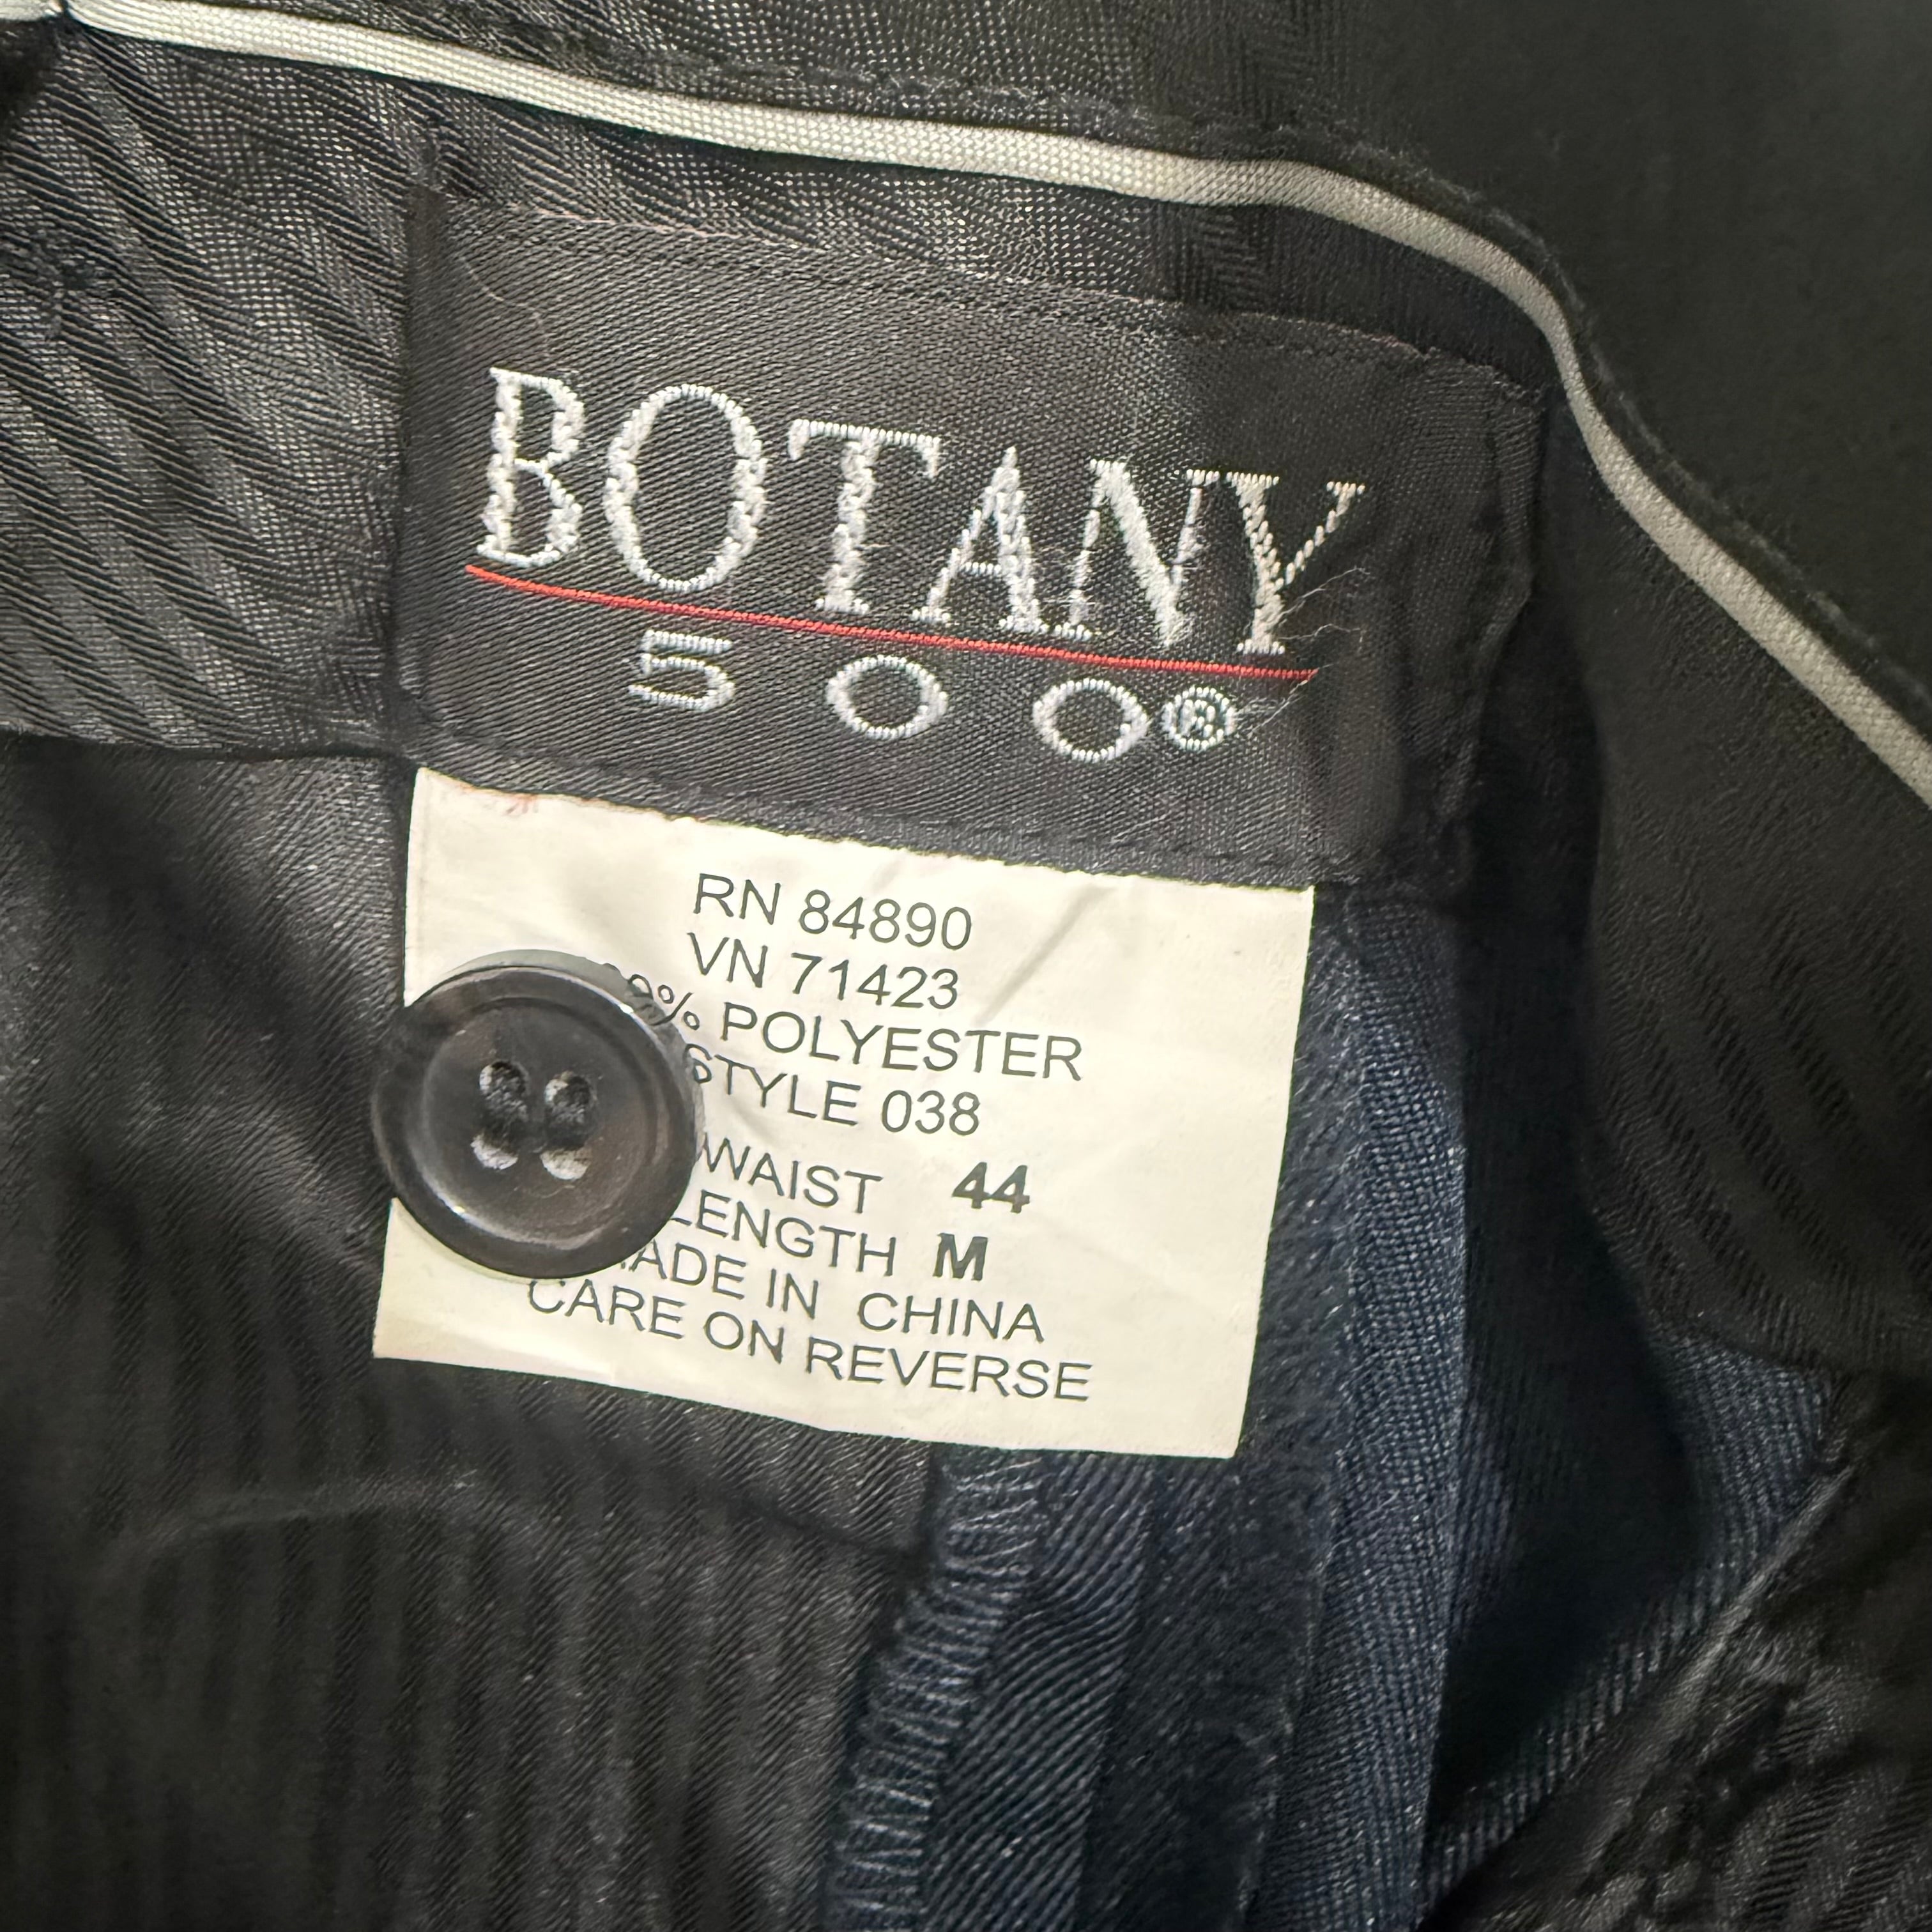 BOTANY
500®
RN 84890
VN 71423
% POLYESTER
STYLE 038
WAIST 44
LENGTH M
MADE IN CHINA
CARE ON REVERSE